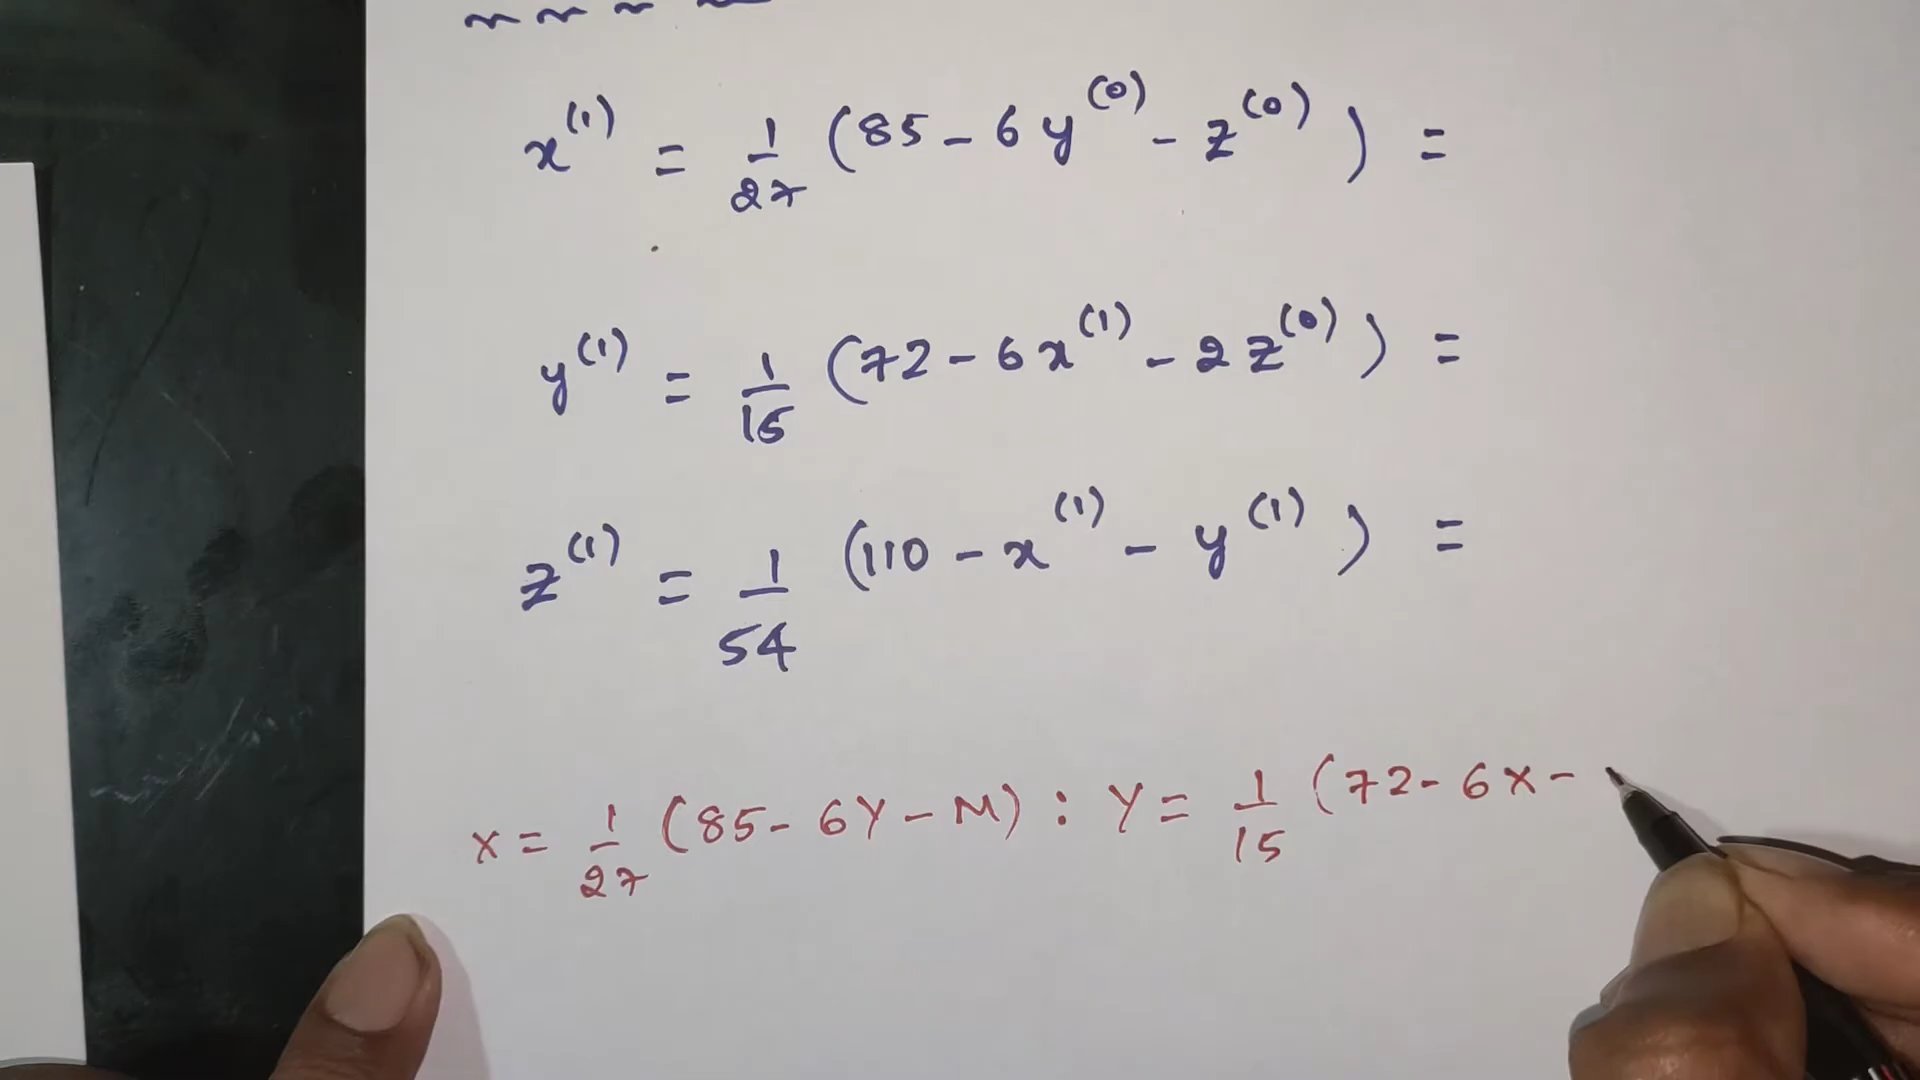 x^(1) = 1/27 (85 - 6y^(0) - z^(0)) =
y^(1) = 1/15 (72 - 6x^(1) - 2z^(0)) =
z^(1) = 1/54 (110 - x^(1) - y^(1)) =
X = 1/27 (85 - 6Y - M) : Y = 1/15 (72 - 6X -